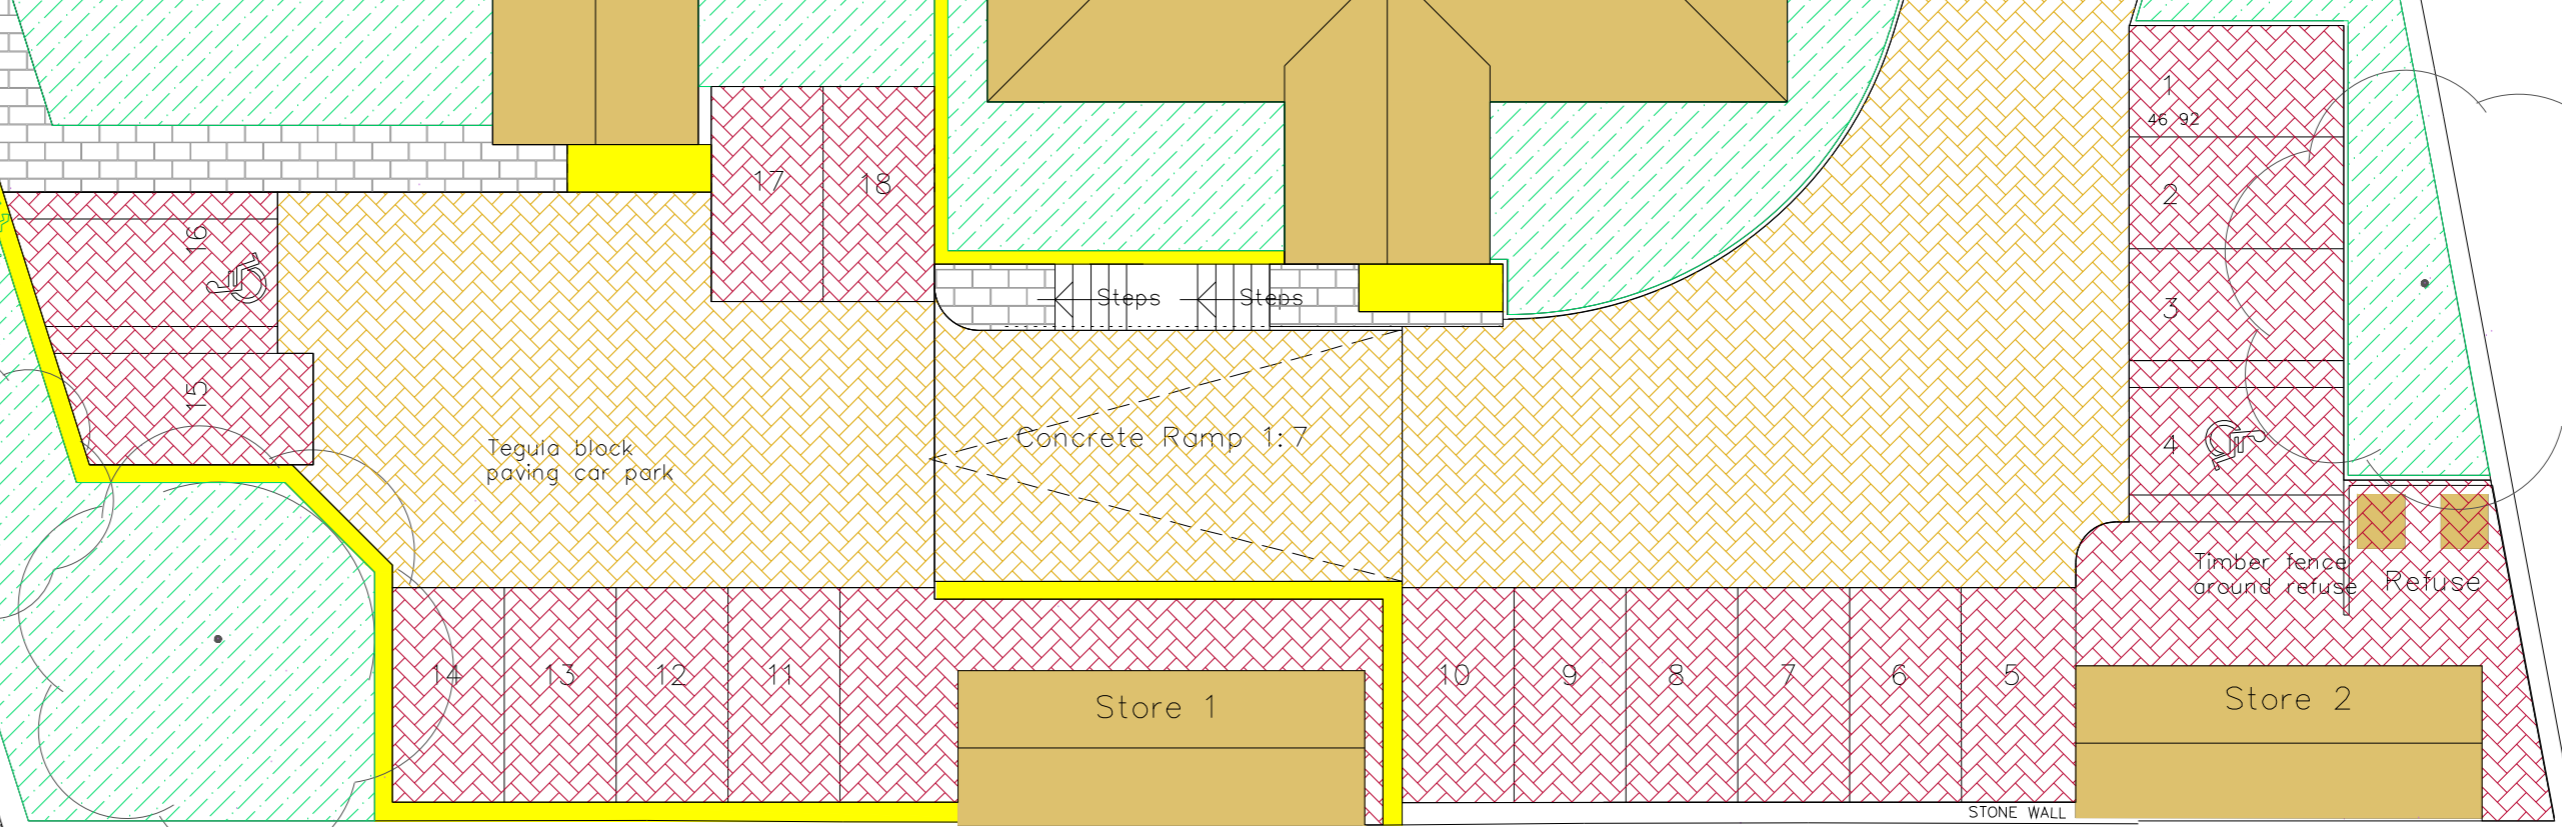 1
46 92
17
18
2
16
Steps
Steps
3
15
Concrete Ramp 1:7
4
Tegula block
paving car park
Timber fence
around refuse
Refuse
14
13
12
11
10
9
8
7
6
5
Store 1
Store 2
STONE WALL